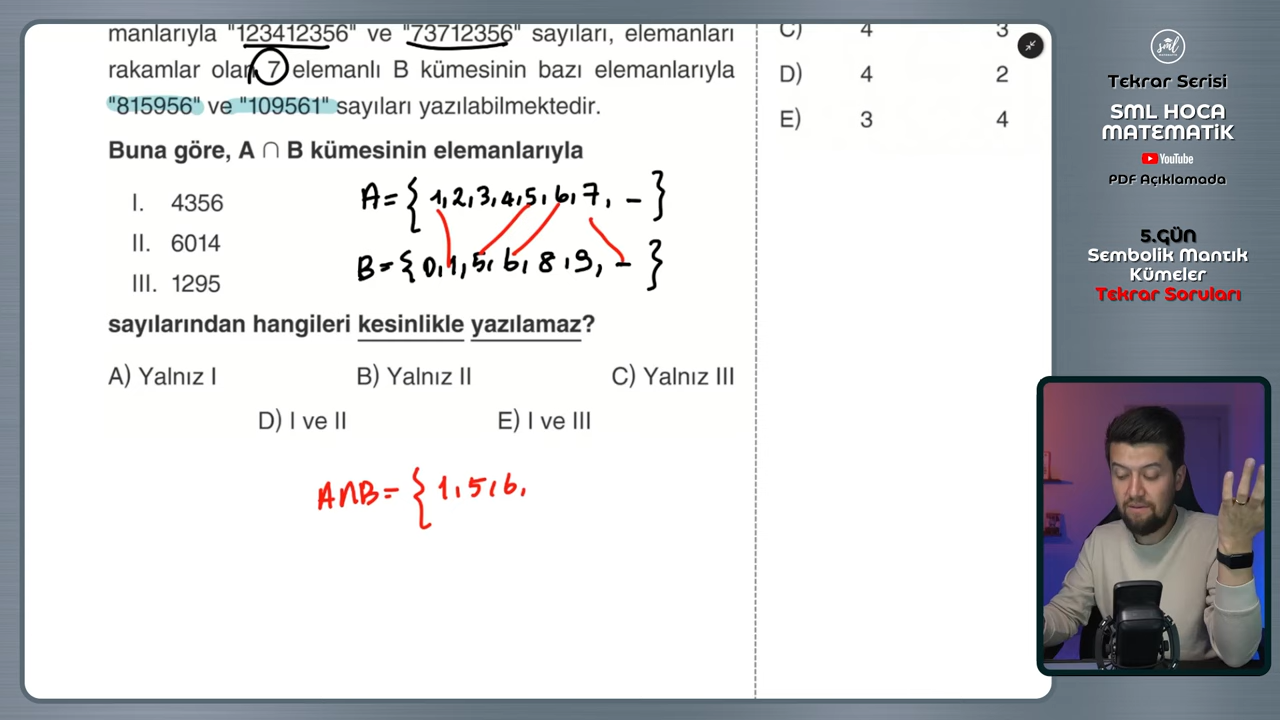 manlarıyla "123412356" ve "73712356" sayıları, elemanları
rakamlar olan 7 elemanlı B kümesinin bazı elemanlarıyla
"815956" ve "109561" sayıları yazılabilmektedir.
Buna göre, A ∩ B kümesinin elemanlarıyla
I. 4356
II. 6014
III. 1295
A = { 1, 2, 3, 4, 5, 6, 7, - }
B = { 0, 1, 5, 6, 8, 9, - }
sayılarından hangileri kesinlikle yazılamaz?
A) Yalnız I B) Yalnız II C) Yalnız III
D) I ve II E) I ve III
A∩B = { 1, 5, 6,
C) 4 3
D) 4 2
E) 3 4
sml
Tekrar Serisi
SML HOCA
MATEMATİK
YouTube
PDF Açıklamada
5.GÜN
Sembolik Mantık
Kümeler
Tekrar Soruları